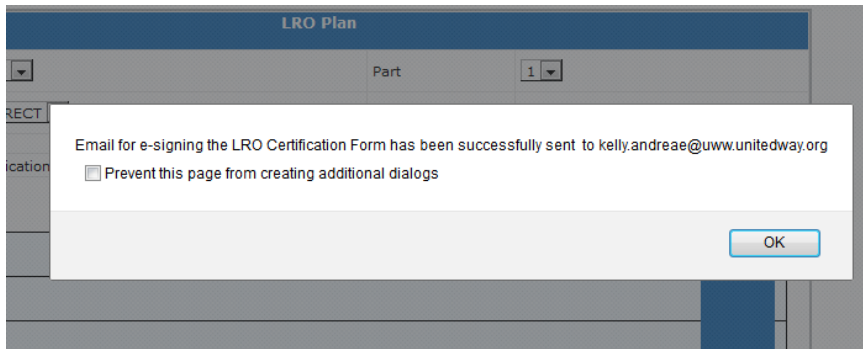 LRO Plan
Part
1
RECT
Email for e-signing the LRO Certification Form has been successfully sent to kelly.andreae@uww.unitedway.org
ication
Prevent this page from creating additional dialogs
OK